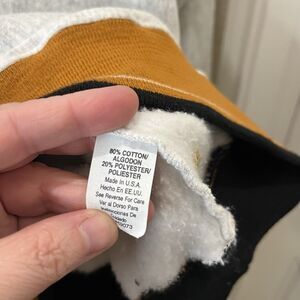 80% COTTON/
ALGODON
20% POLYESTER/
POLIESTER
Made In U.S.A.
Hecho En EE.UU.
See Reverse For Care
Ver al Dorso Para